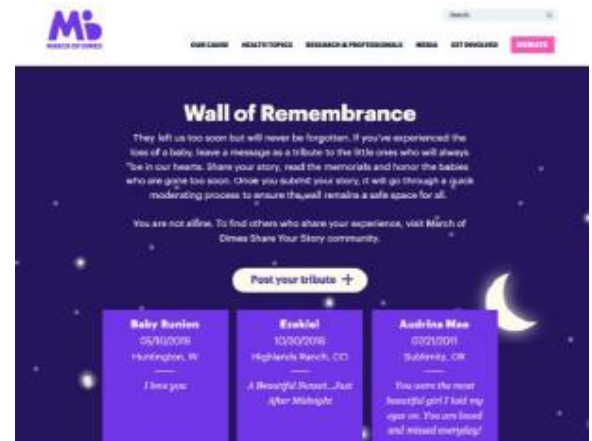 MARCH OF DIMES
Search
OUR CAUSE HEALTH TOPICS RESEARCH & PROFESSIONALS MEDIA GET INVOLVED DONATE
Wall of Remembrance
They left us too soon but will never be forgotten. If you've experienced the
loss of a baby, leave a message as a tribute to the little ones who will always
be in our hearts. Share your story, read the memorials and honor the babies
who are gone too soon. Once you submit your story, it will go through a quick
moderating process to ensure the wall remains a safe space for all.
You are not alone. To find others who share your experience, visit March of
Dimes Share Your Story community.
Post your tribute +
Baby Runion
Huntington, IN
I love you
Ezekiel
10/30/2016
Highlands Ranch, CO
A Beautiful Sunset...Just
After Midnight
Audrina Mae
07/21/2011
Sublimity, OR
You were the most
beautiful girl I laid my
eyes on. You are loved
and missed everyday!